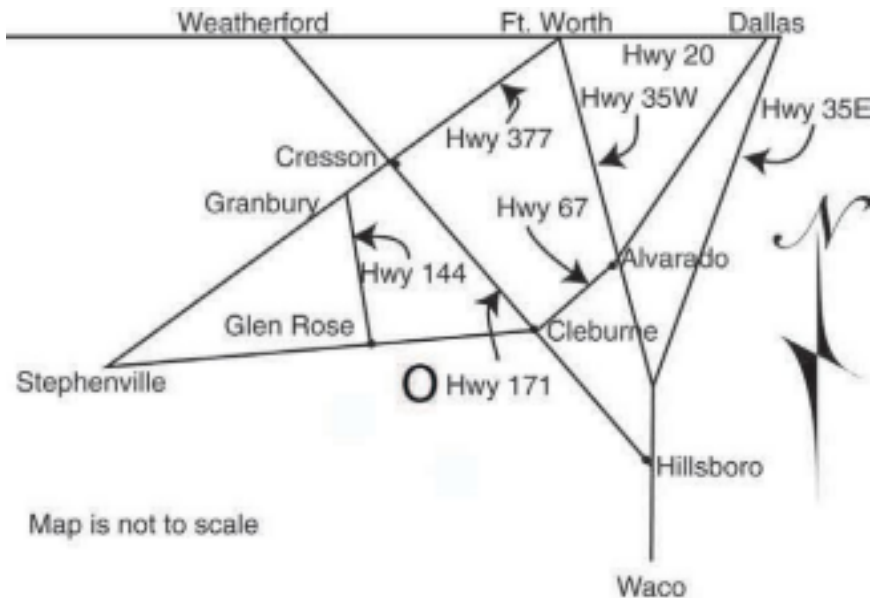 Weatherford Ft. Worth Dallas
Hwy 20
Hwy 35W
Hwy 35E
Hwy 377
Cresson
Granbury
Hwy 67
Alvarado
Hwy 144
Glen Rose
Cleburne
Stephenville
O Hwy 171
Hillsboro
Map is not to scale
Waco
N